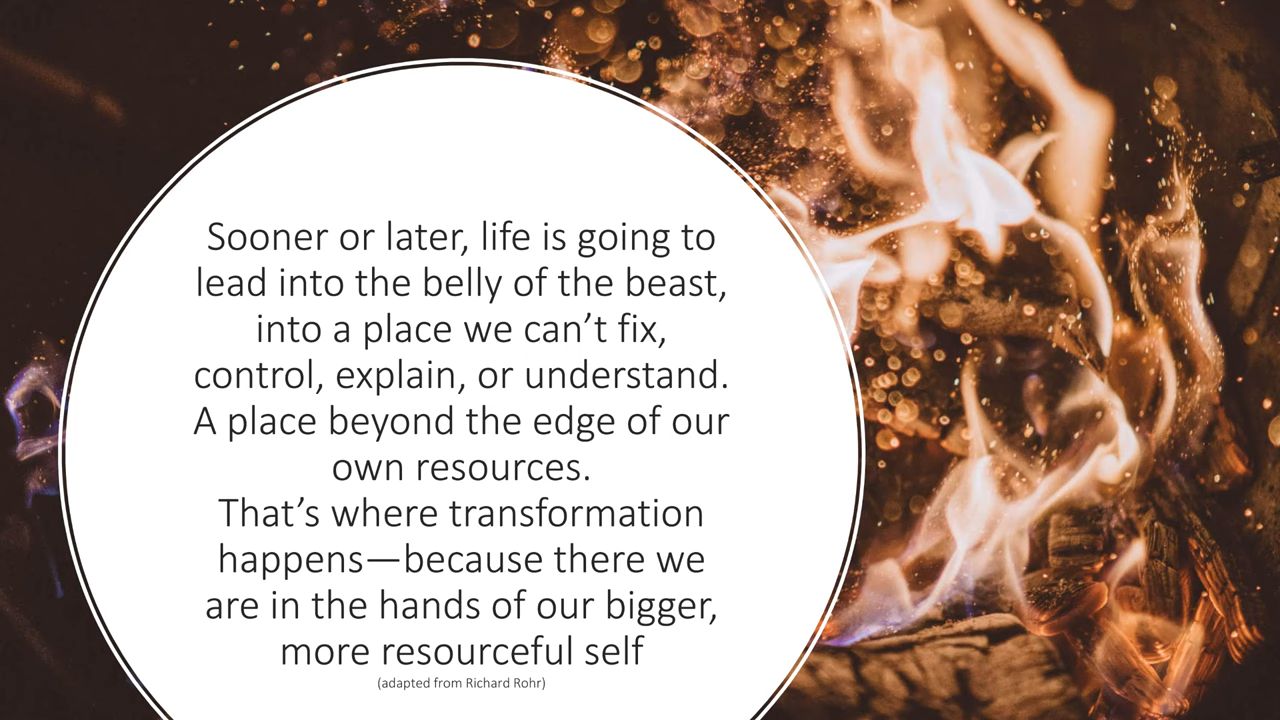 Sooner or later, life is going to
lead into the belly of the beast,
into a place we can’t fix,
control, explain, or understand.
A place beyond the edge of our
own resources.
That’s where transformation
happens—because there we
are in the hands of our bigger,
more resourceful self
(adapted from Richard Rohr)